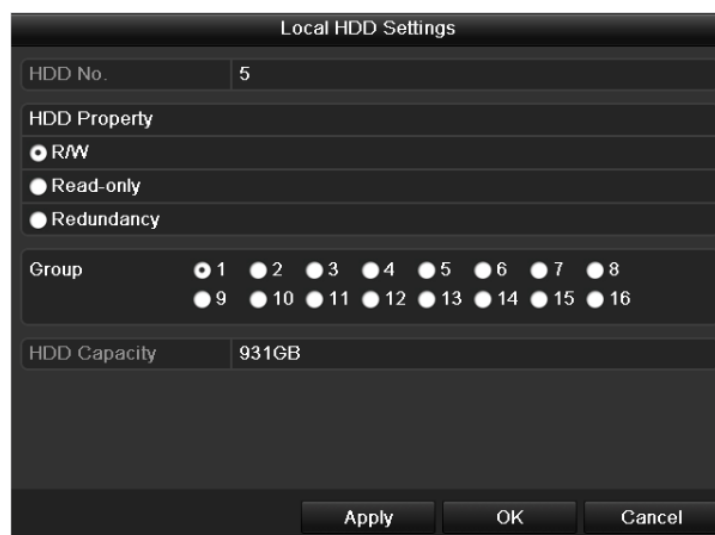 Local HDD Settings
HDD No. 5
HDD Property
R/W
Read-only
Redundancy
Group 1 2 3 4 5 6 7 8
9 10 11 12 13 14 15 16
HDD Capacity 931GB
Apply OK Cancel